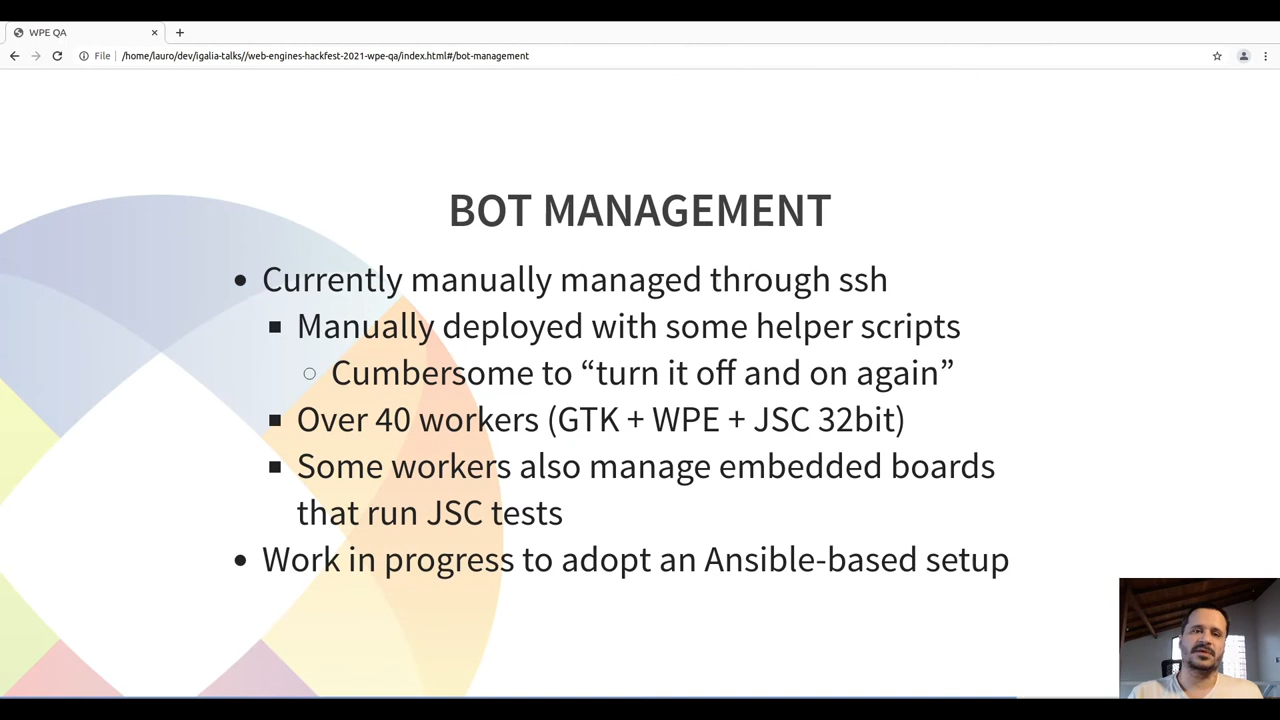 WPE QA
File
/home/lauro/dev/igalia-talks//web-engines-hackfest-2021-wpe-qa/index.html#/bot-management
BOT MANAGEMENT
Currently manually managed through ssh
Manually deployed with some helper scripts
Cumbersome to “turn it off and on again”
Over 40 workers (GTK + WPE + JSC 32bit)
Some workers also manage embedded boards
that run JSC tests
Work in progress to adopt an Ansible-based setup